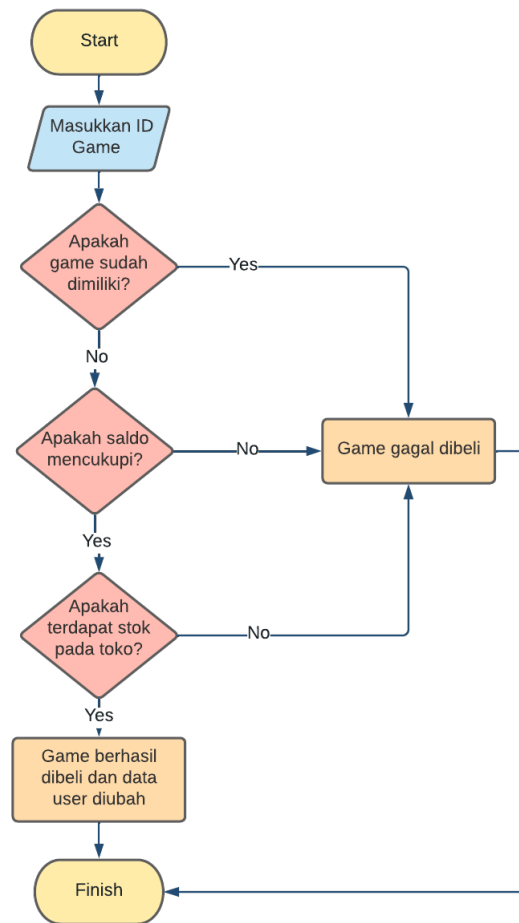 Start
Masukkan ID
Game
Apakah
game sudah
dimiliki?
Yes
No
Apakah saldo
mencukupi?
No
Game gagal dibeli
Yes
Apakah
terdapat stok
pada toko?
No
Yes
Game berhasil
dibeli dan data
user diubah
Finish